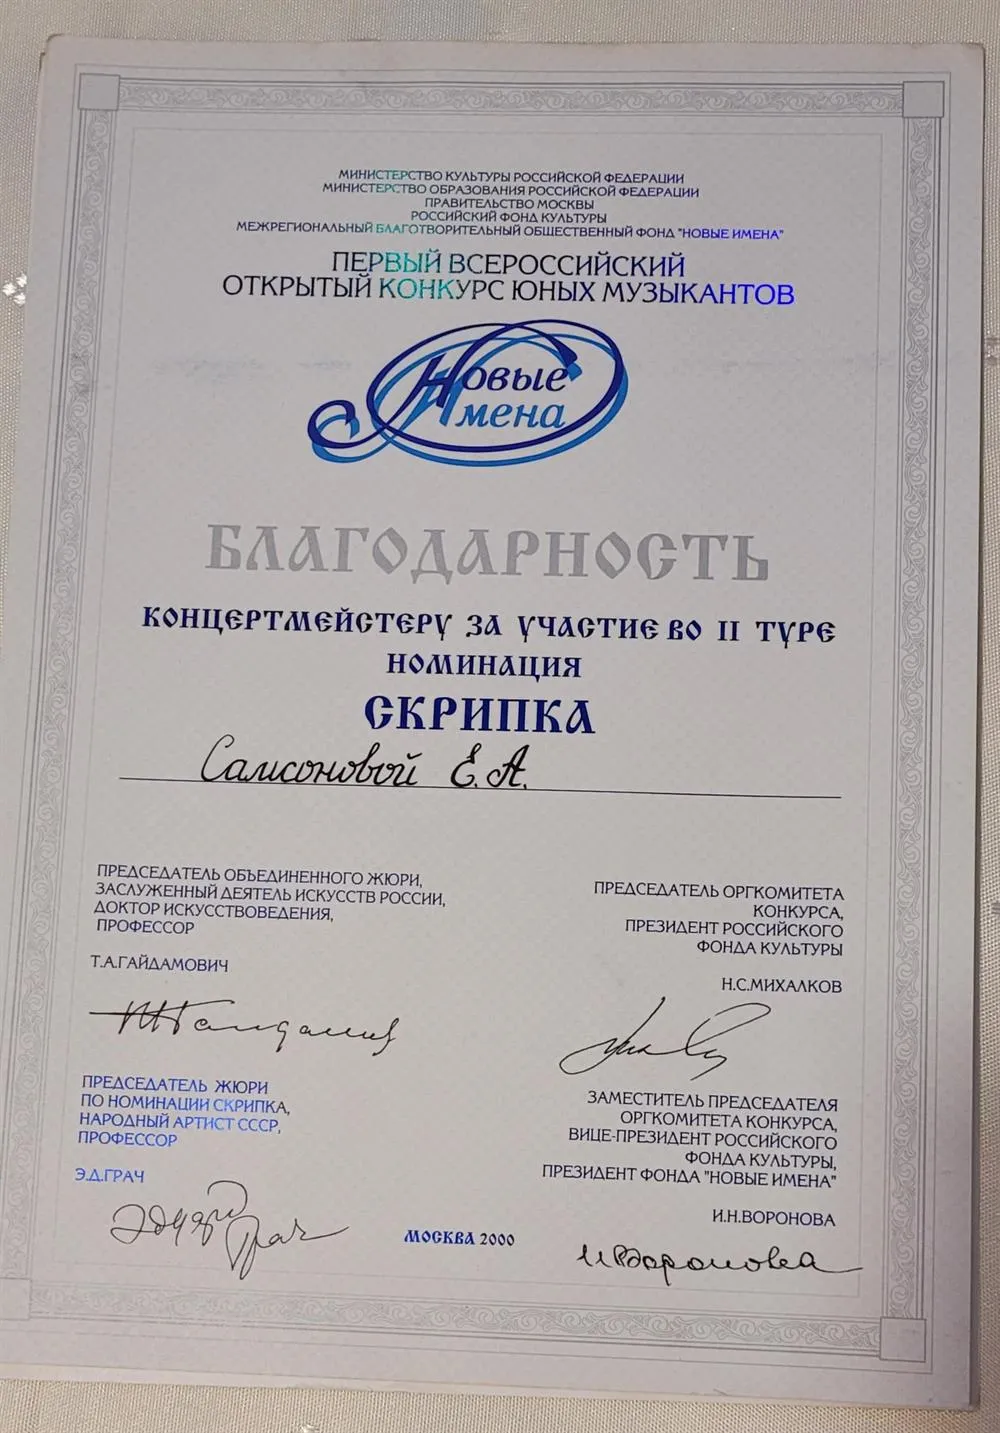 МИНИСТЕРСТВО КУЛЬТУРЫ РОССИЙСКОЙ ФЕДЕРАЦИИ
МИНИСТЕРСТВО ОБРАЗОВАНИЯ РОССИЙСКОЙ ФЕДЕРАЦИИ
ПРАВИТЕЛЬСТВО МОСКВЫ
РОССИЙСКИЙ ФОНД КУЛЬТУРЫ
МЕЖРЕГИОНАЛЬНЫЙ БЛАГОТВОРИТЕЛЬНЫЙ ОБЩЕСТВЕННЫЙ ФОНД "НОВЫЕ ИМЕНА"
ПЕРВЫЙ ВСЕРОССИЙСКИЙ
ОТКРЫТЫЙ КОНКУРС ЮНЫХ МУЗЫКАНТОВ
Новые
Имена
БЛАГОДАРНОСТЬ
КОНЦЕРТМЕЙСТЕРУ ЗА УЧАСТИЕ ВО II ТУРЕ
НОМИНАЦИЯ
СКРИПКА
Самсоновой Е.А.
ПРЕДСЕДАТЕЛЬ ОБЪЕДИНЕННОГО ЖЮРИ,
ЗАСЛУЖЕННЫЙ ДЕЯТЕЛЬ ИСКУССТВ РОССИИ,
ДОКТОР ИСКУССТВОВЕДЕНИЯ,
ПРОФЕССОР
Т.А.ГАЙДАМОВИЧ
ПРЕДСЕДАТЕЛЬ ЖЮРИ
ПО НОМИНАЦИИ СКРИПКА,
НАРОДНЫЙ АРТИСТ СССР,
ПРОФЕССОР
Э.Д.ГРАЧ
Эдуард Грач
МОСКВА 2000
ПРЕДСЕДАТЕЛЬ ОРГКОМИТЕТА
КОНКУРСА,
ПРЕЗИДЕНТ РОССИЙСКОГО
ФОНДА КУЛЬТУРЫ
Н.С.МИХАЛКОВ
ЗАМЕСТИТЕЛЬ ПРЕДСЕДАТЕЛЯ
ОРГКОМИТЕТА КОНКУРСА,
ВИЦЕ-ПРЕЗИДЕНТ РОССИЙСКОГО
ФОНДА КУЛЬТУРЫ,
ПРЕЗИДЕНТ ФОНДА "НОВЫЕ ИМЕНА"
И.Н.ВОРОНОВА
И Воронова